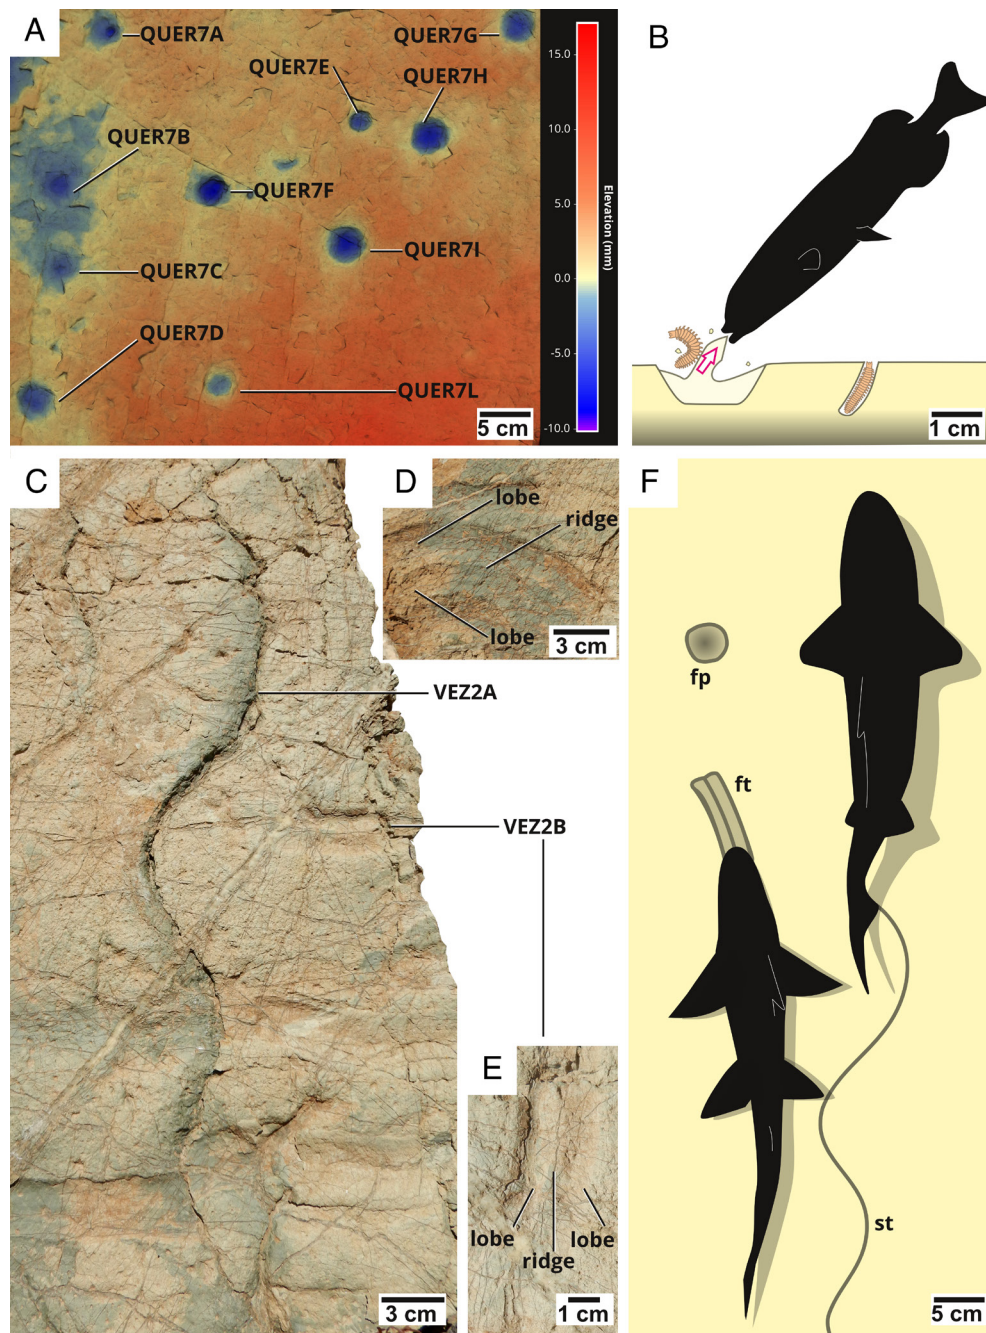 A
QUER7A
QUER7G
QUER7E
QUER7H
QUER7B
QUER7F
QUER7I
QUER7C
QUER7D
QUER7L
5 cm
15.0
10.0
5.0
0.0
-5.0
-10.0
Elevation (mm)
B
1 cm
C
VEZ2A
VEZ2B
3 cm
D
lobe
ridge
lobe
3 cm
E
lobe
ridge
lobe
1 cm
F
fp
ft
st
5 cm